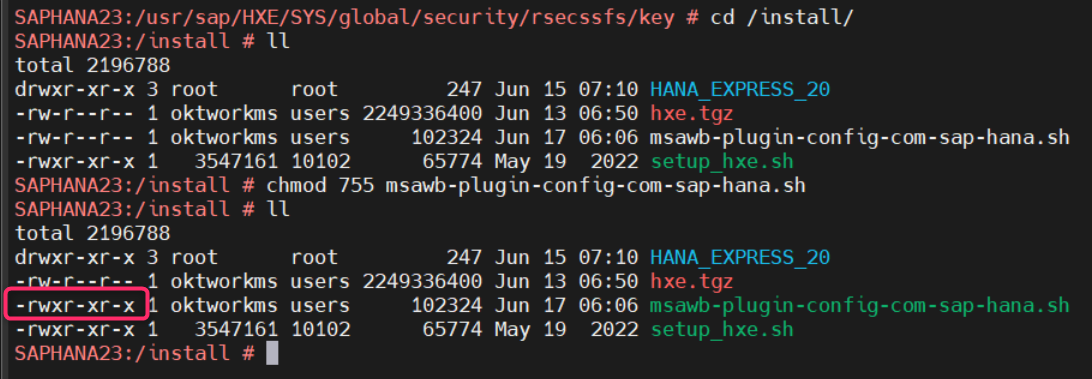 SAPHANA23:/usr/sap/HXE/SYS/global/security/rsecssfs/key # cd /install/
SAPHANA23:/install # ll
total 2196788
drwxr-xr-x 3 root      root         247 Jun 15 07:10 HANA_EXPRESS_20
-rw-r--r-- 1 oktworkms users 2249336400 Jun 13 06:50 hxe.tgz
-rw-r--r-- 1 oktworkms users     102324 Jun 17 06:06 msawb-plugin-config-com-sap-hana.sh
-rwxr-xr-x 1   3547161 10102      65774 May 19  2022 setup_hxe.sh
SAPHANA23:/install # chmod 755 msawb-plugin-config-com-sap-hana.sh
SAPHANA23:/install # ll
total 2196788
drwxr-xr-x 3 root      root         247 Jun 15 07:10 HANA_EXPRESS_20
-rw-r--r-- 1 oktworkms users 2249336400 Jun 13 06:50 hxe.tgz
-rwxr-xr-x 1 oktworkms users     102324 Jun 17 06:06 msawb-plugin-config-com-sap-hana.sh
-rwxr-xr-x 1   3547161 10102      65774 May 19  2022 setup_hxe.sh
SAPHANA23:/install #